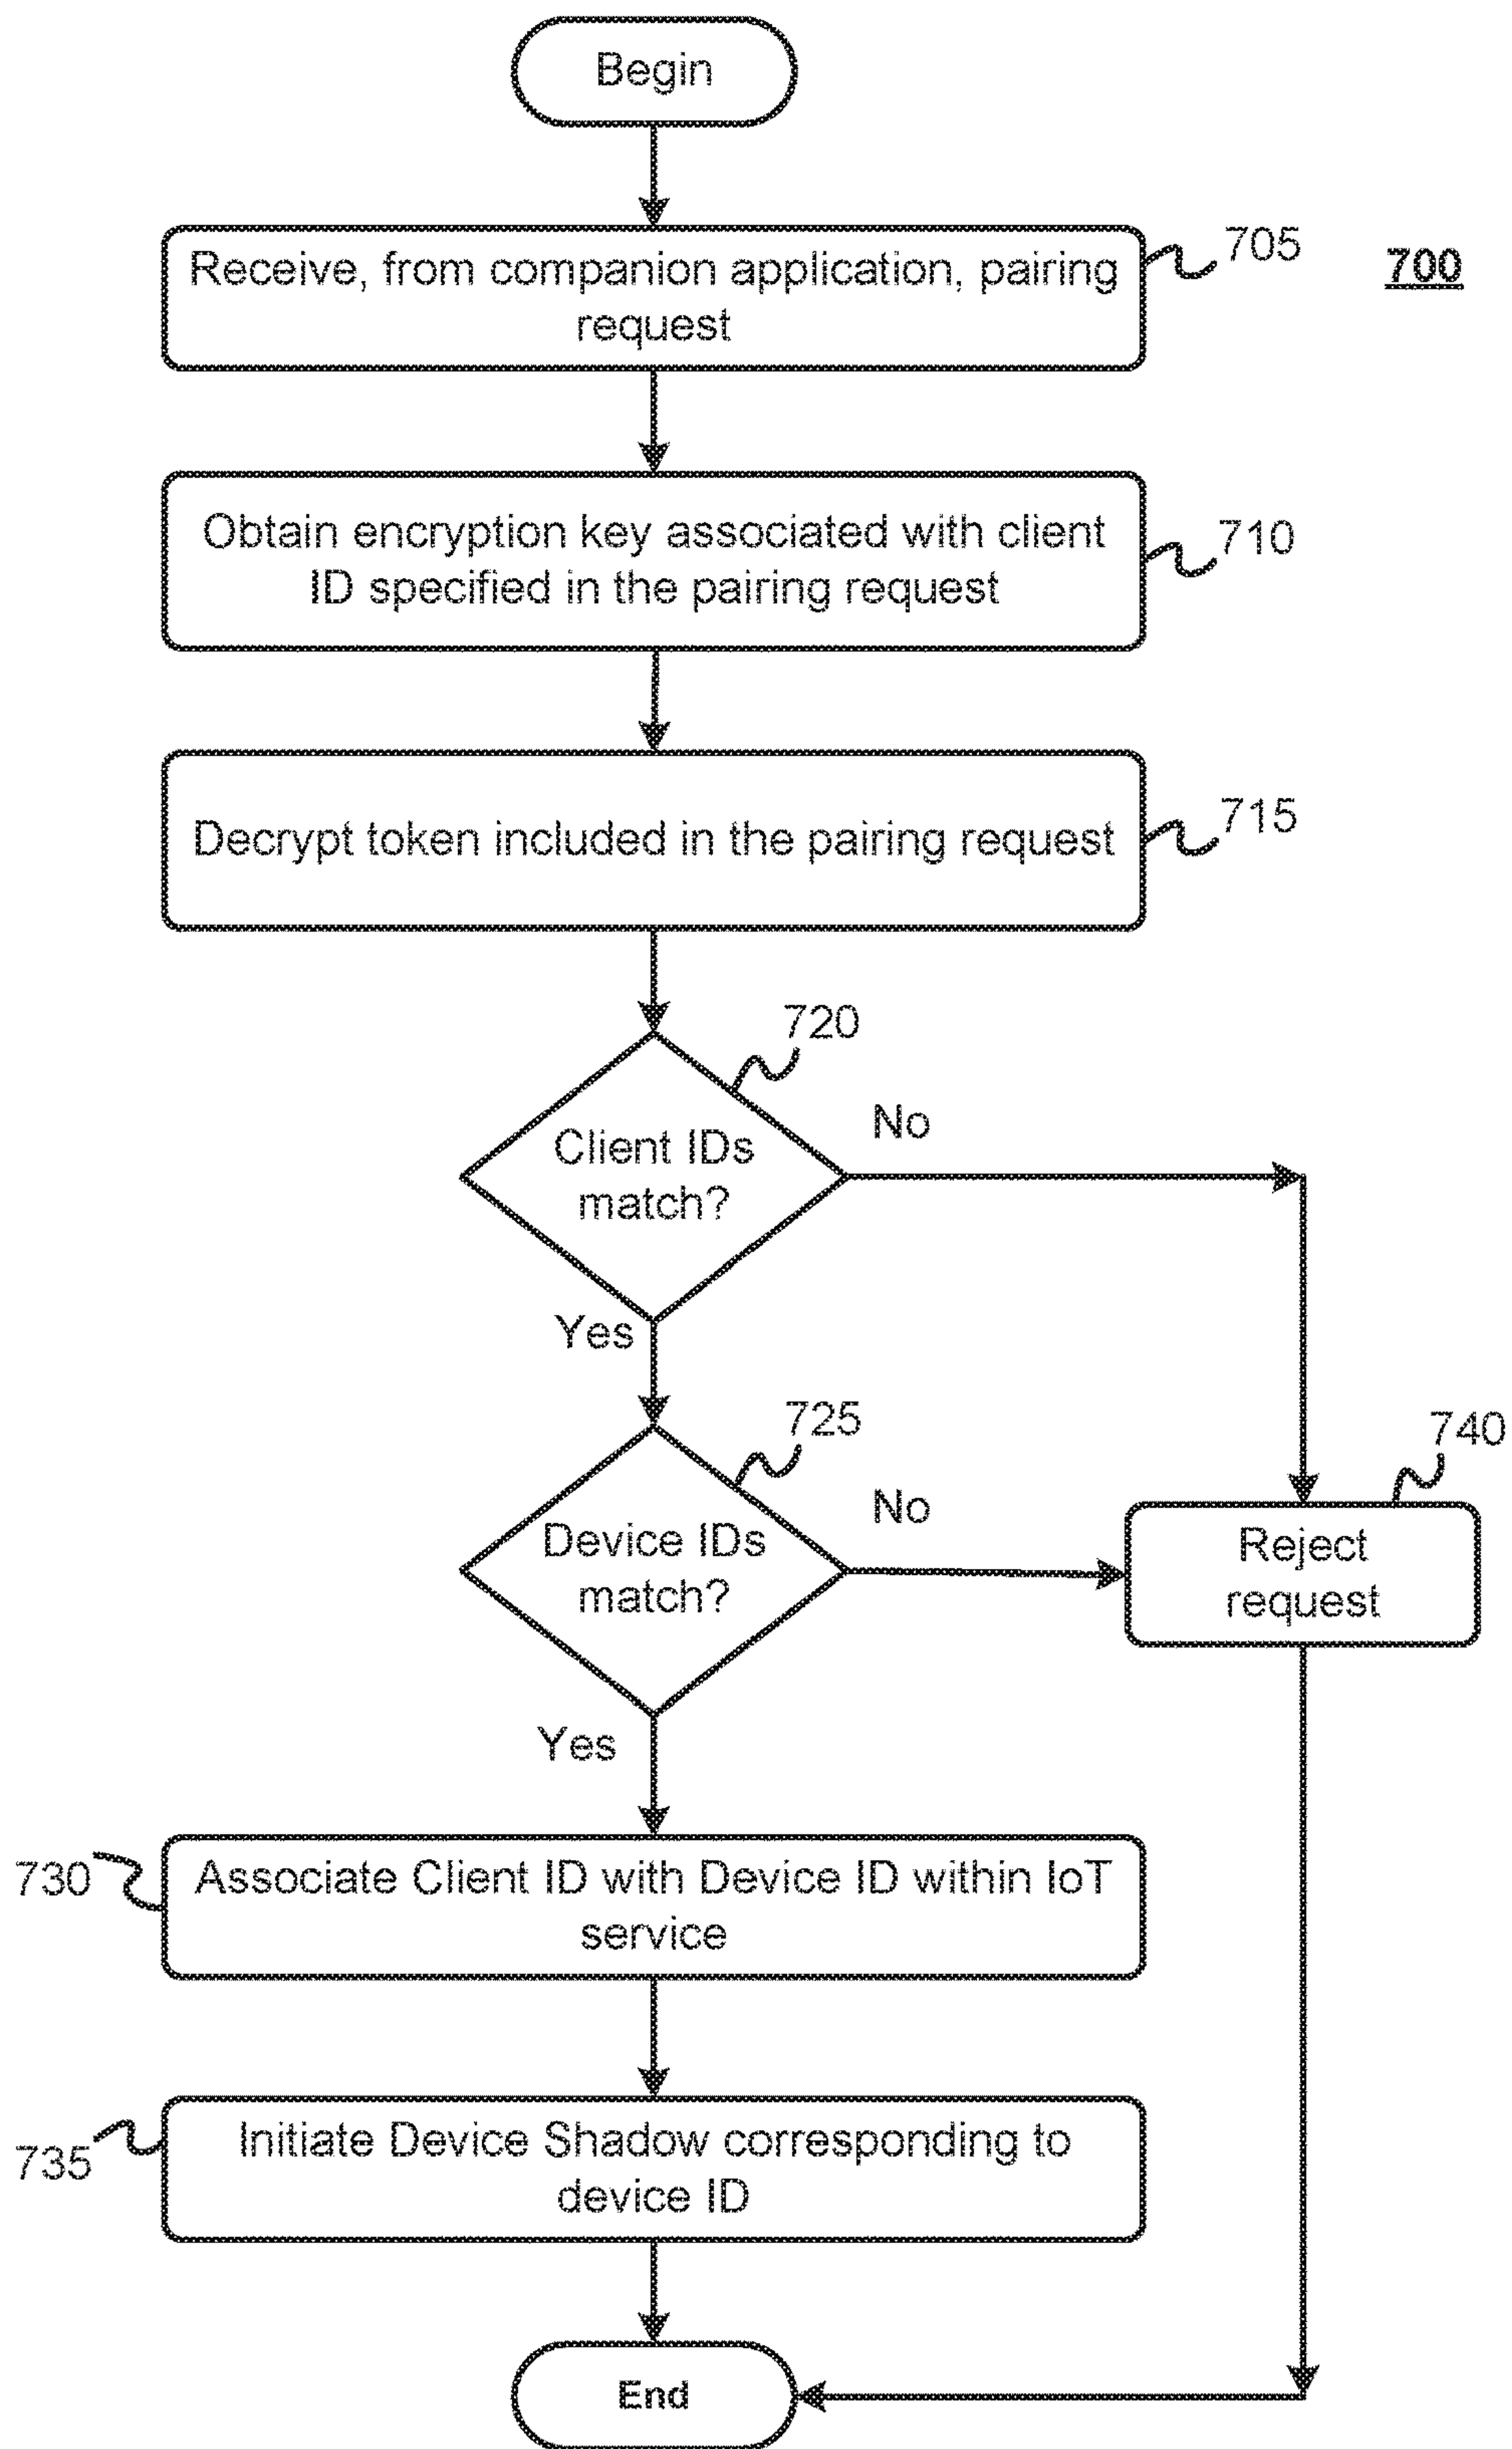 Begin
Receive, from companion application, pairing
request
705
700
Obtain encryption key associated with client
ID specified in the pairing request
710
Decrypt token included in the pairing request
715
720
Client IDs
match?
No
Yes
725
Device IDs
match?
No
740
Reject
request
Yes
730
Associate Client ID with Device ID within IoT
service
735
Initiate Device Shadow corresponding to
device ID
End